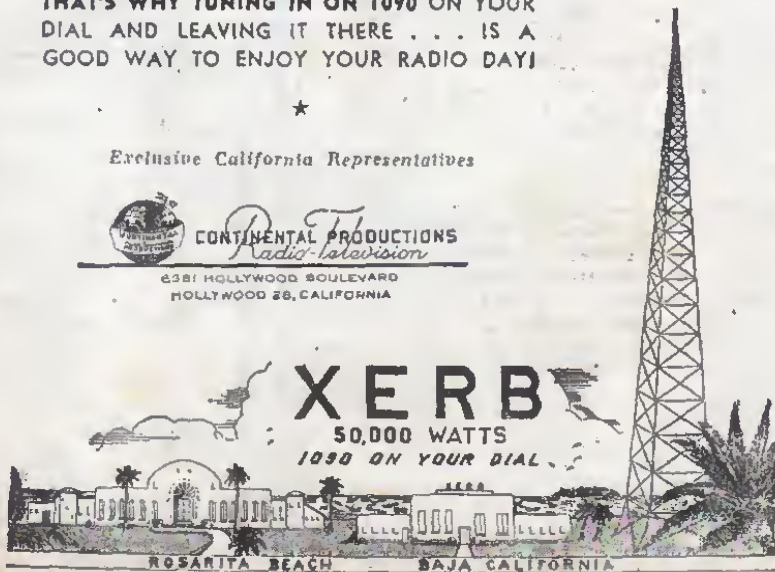 THAT'S WHY TUNING IN ON 1090 ON YOUR
DIAL AND LEAVING IT THERE . . . IS A
GOOD WAY TO ENJOY YOUR RADIO DAY!
Exclusive California Representatives
CONTINENTAL PRODUCTIONS
Radio-Television
6381 HOLLYWOOD BOULEVARD
HOLLYWOOD 28, CALIFORNIA
XERB
50,000 WATTS
1090 ON YOUR DIAL
XERB
ROSARITA BEACH BAJA CALIFORNIA